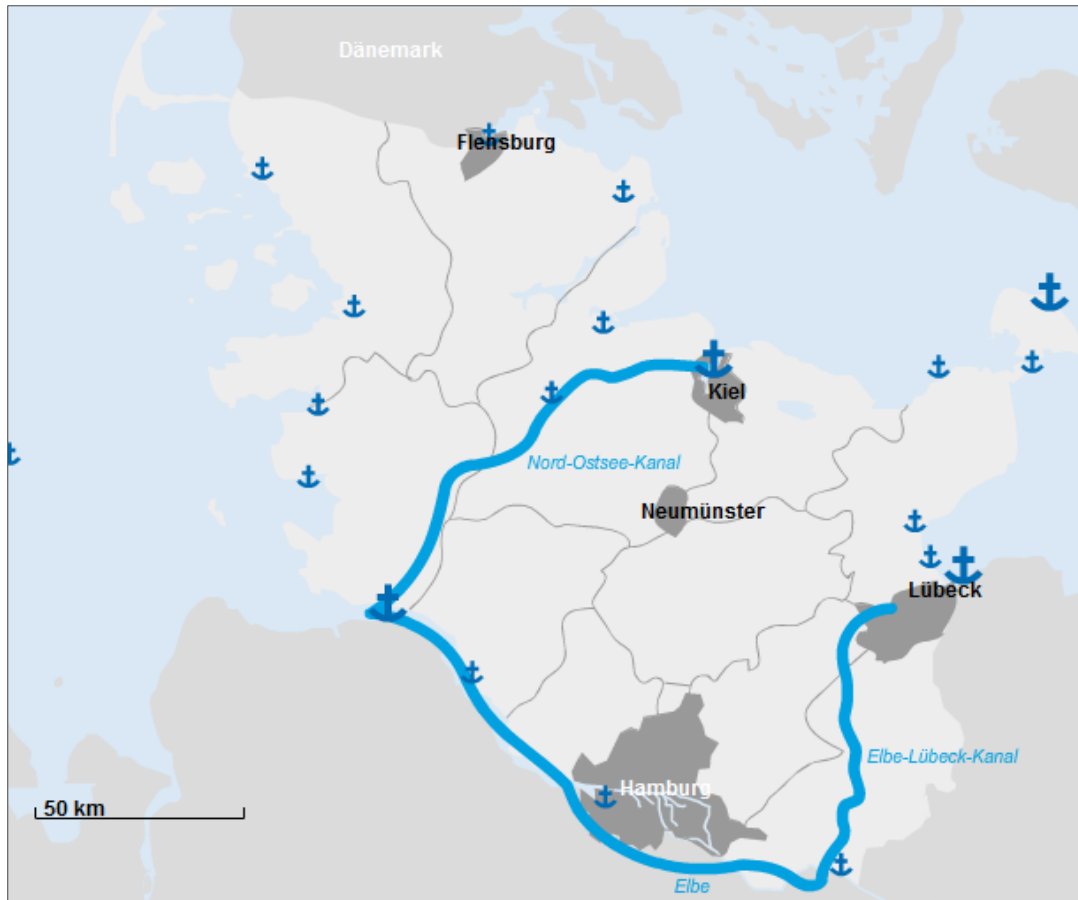 Dänemark
Flensburg
Kiel
Nord-Ostsee-Kanal
Neumünster
Lübeck
Elbe-Lübeck-Kanal
Hamburg
50 km
Elbe